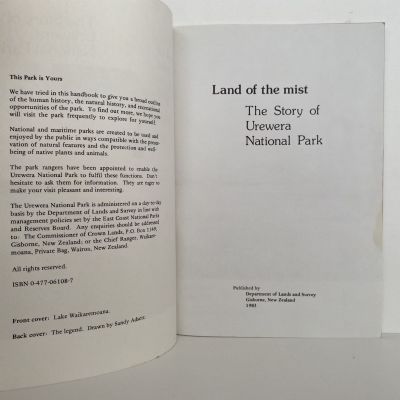 This Park is Yours
We have tried in this handbook to give you a broad outline
of the human history, the natural history, and recreational
opportunities of the park. To find out more, we hope you
will visit the park frequently to explore for yourself.
National and maritime parks are created to be used and
enjoyed by the public in ways compatible with the preser-
vation of natural features and the protection and well-
being of native plants and animals.
The park rangers have been appointed to enable the
Urewera National Park to fulfil these functions. Don't
hesitate to ask them for information. They are eager to
make your visit pleasant and interesting.
The Urewera National Park is administered on a day-to-day
basis by the Department of Lands and Survey in line with
management policies set by the East Coast National Parks
and Reserves Board. Any enquiries should be addressed
to: The Commissioner of Crown Lands, P.O. Box 1149,
Gisborne, New Zealand; or the Chief Ranger, Waikare-
moana, Private Bag, Wairoa, New Zealand.
All rights reserved.
ISBN 0-477-06108-7
Front cover: Lake Waikaremoana.
Back cover: The legend. Drawn by Sandy Adsett.
Land of the mist
The Story of
Urewera
National Park
Published by
Department of Lands and Survey
Gisborne, New Zealand
1983